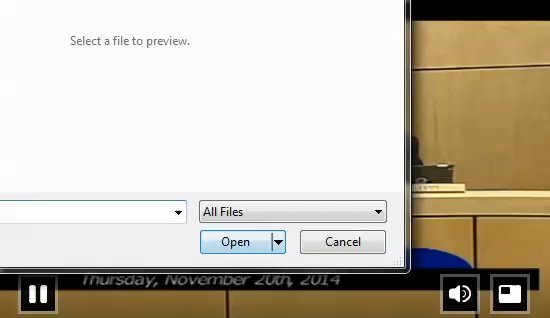 Select a file to preview.
All Files
Open
Cancel
Thursday, November 20th, 2014